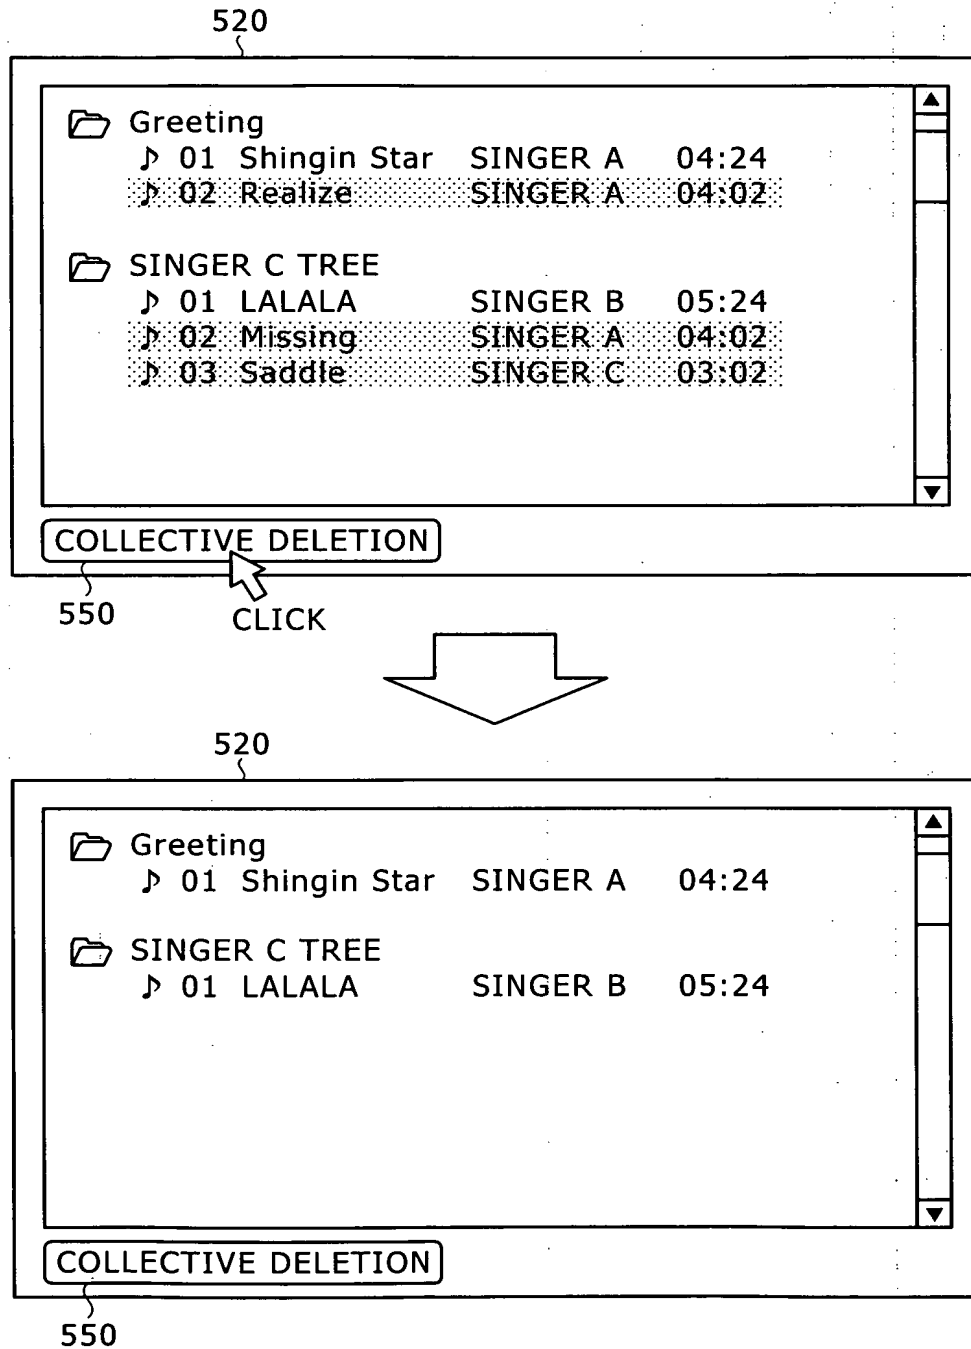 520
Greeting
♪ 01 Shingin Star SINGER A 04:24
♪ 02 Realize SINGER A 04:02
SINGER C TREE
♪ 01 LALALA SINGER B 05:24
♪ 02 Missing SINGER A 04:02
♪ 03 Saddle SINGER C 03:02
COLLECTIVE DELETION
550
CLICK
520
Greeting
♪ 01 Shingin Star SINGER A 04:24
SINGER C TREE
♪ 01 LALALA SINGER B 05:24
COLLECTIVE DELETION
550